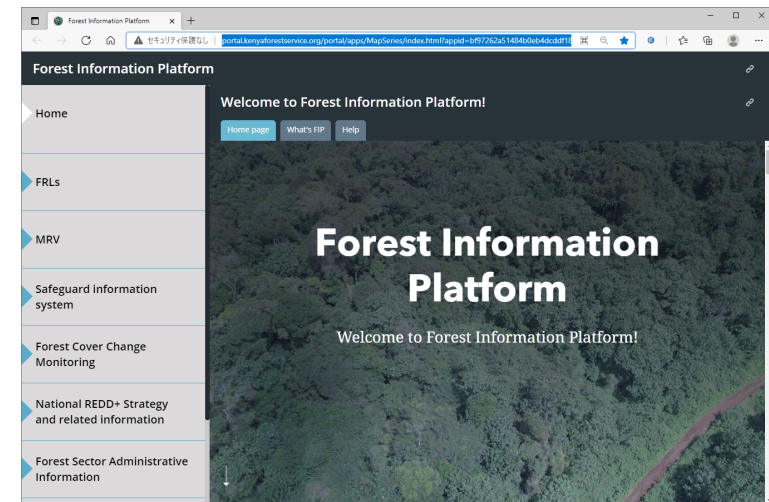 Forest Information Platform
セキュリティ保護なし
portal.kenyaforestservice.org/portal/apps/MapSeries/index.html?appid=bf97262a51484b0eb4dcddf18
Forest Information Platform
Home
FRLs
MRV
Safeguard information
system
Forest Cover Change
Monitoring
National REDD+ Strategy
and related information
Forest Sector Administrative
Information
Welcome to Forest Information Platform!
Home page
What's FIP
Help
Forest Information
Platform
Welcome to Forest Information Platform!